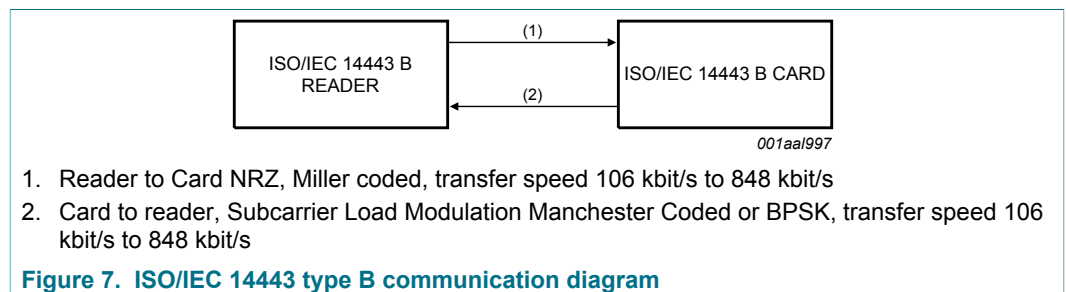 (1)
ISO/IEC 14443 B
READER
ISO/IEC 14443 B CARD
(2)
001aal997
1. Reader to Card NRZ, Miller coded, transfer speed 106 kbit/s to 848 kbit/s
2. Card to reader, Subcarrier Load Modulation Manchester Coded or BPSK, transfer speed 106
kbit/s to 848 kbit/s
Figure 7. ISO/IEC 14443 type B communication diagram